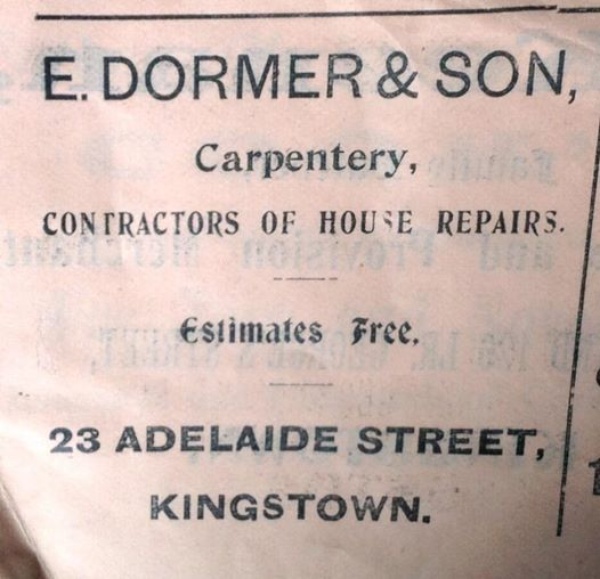 E. DORMER & SON,
Carpentery,
CONTRACTORS OF HOUSE REPAIRS.
Estimates Free.
23 ADELAIDE STREET,
KINGSTOWN.